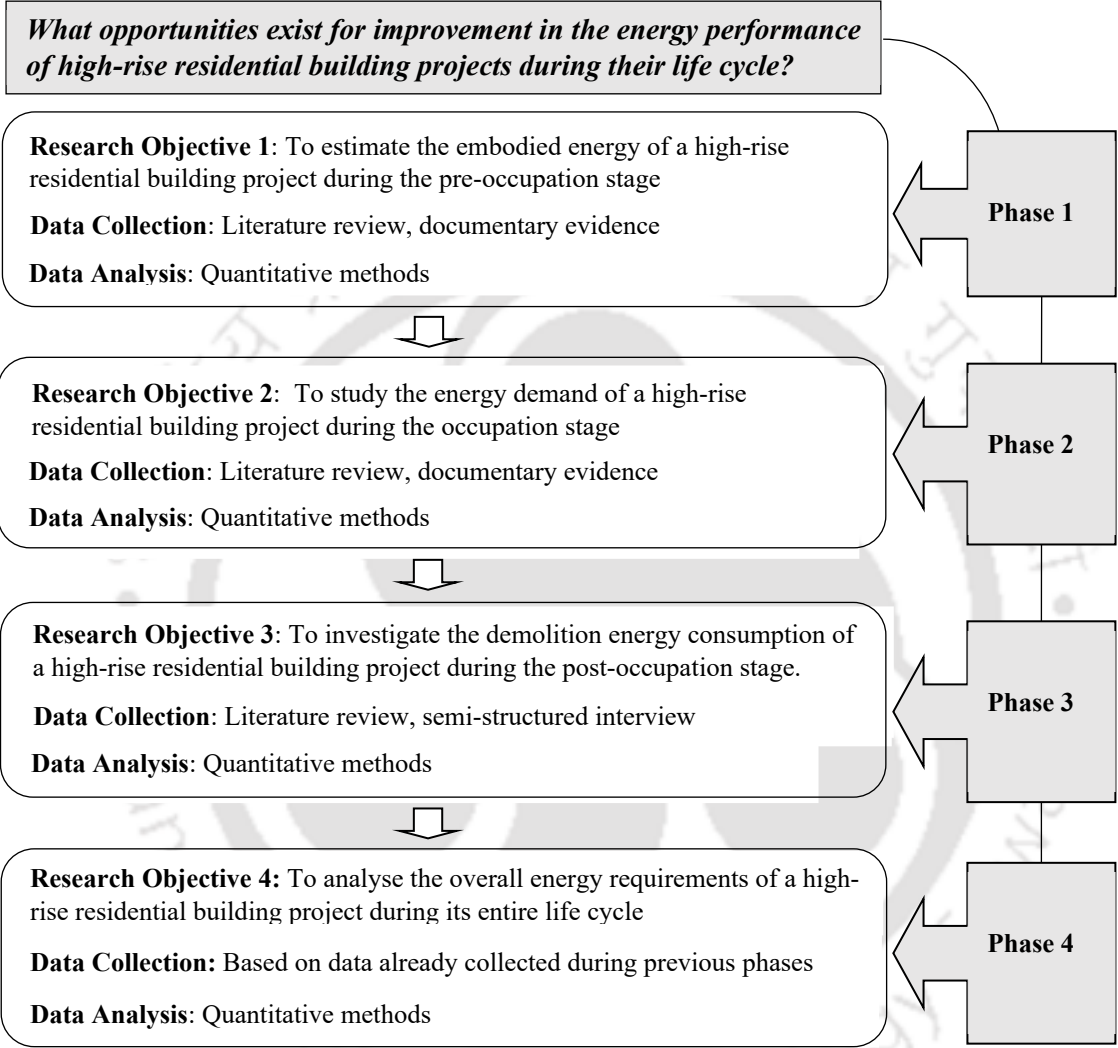 What opportunities exist for improvement in the energy performance
of high-rise residential building projects during their life cycle?
Research Objective 1: To estimate the embodied energy of a high-rise
residential building project during the pre-occupation stage
Data Collection: Literature review, documentary evidence
Data Analysis: Quantitative methods
Phase 1
Research Objective 2: To study the energy demand of a high-rise
residential building project during the occupation stage
Data Collection: Literature review, documentary evidence
Data Analysis: Quantitative methods
Phase 2
Research Objective 3: To investigate the demolition energy consumption of
a high-rise residential building project during the post-occupation stage.
Data Collection: Literature review, semi-structured interview
Data Analysis: Quantitative methods
Phase 3
Research Objective 4: To analyse the overall energy requirements of a high-
rise residential building project during its entire life cycle
Data Collection: Based on data already collected during previous phases
Data Analysis: Quantitative methods
Phase 4